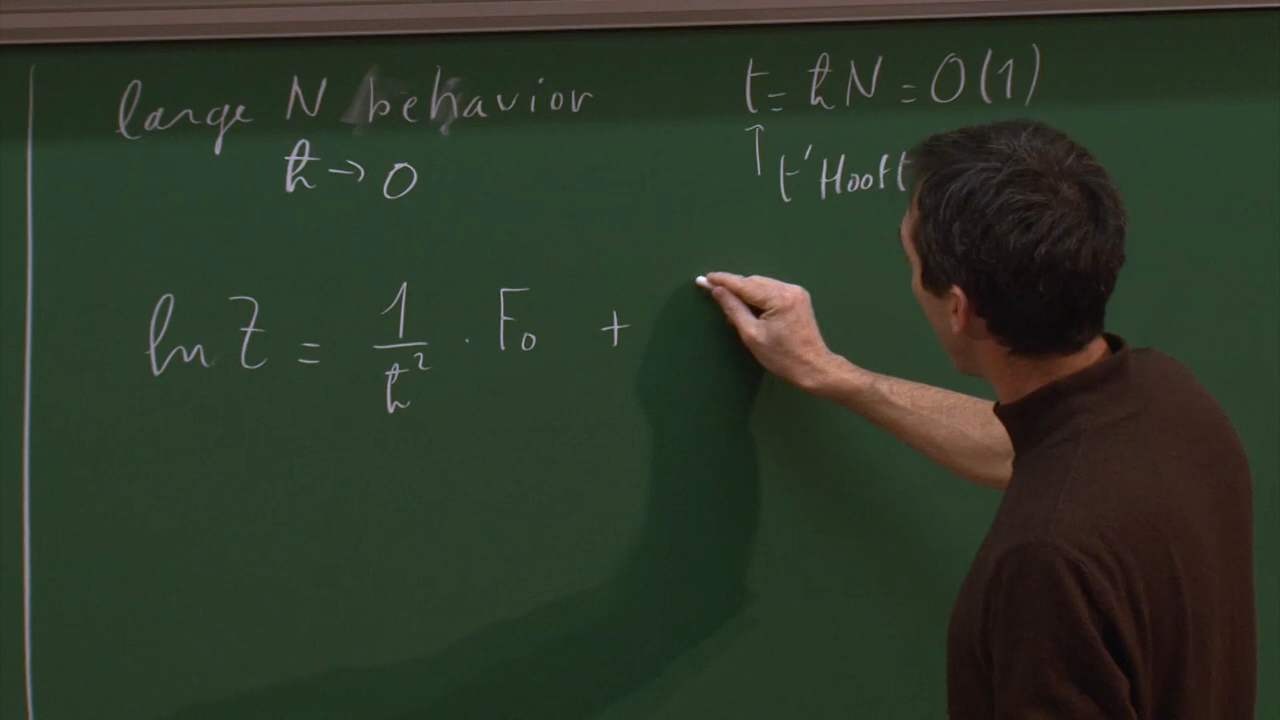 large N behavior
ħ → 0
t = ħN = O(1)
↑ t'Hooft
ln Z = 1/ħ² · F₀ +